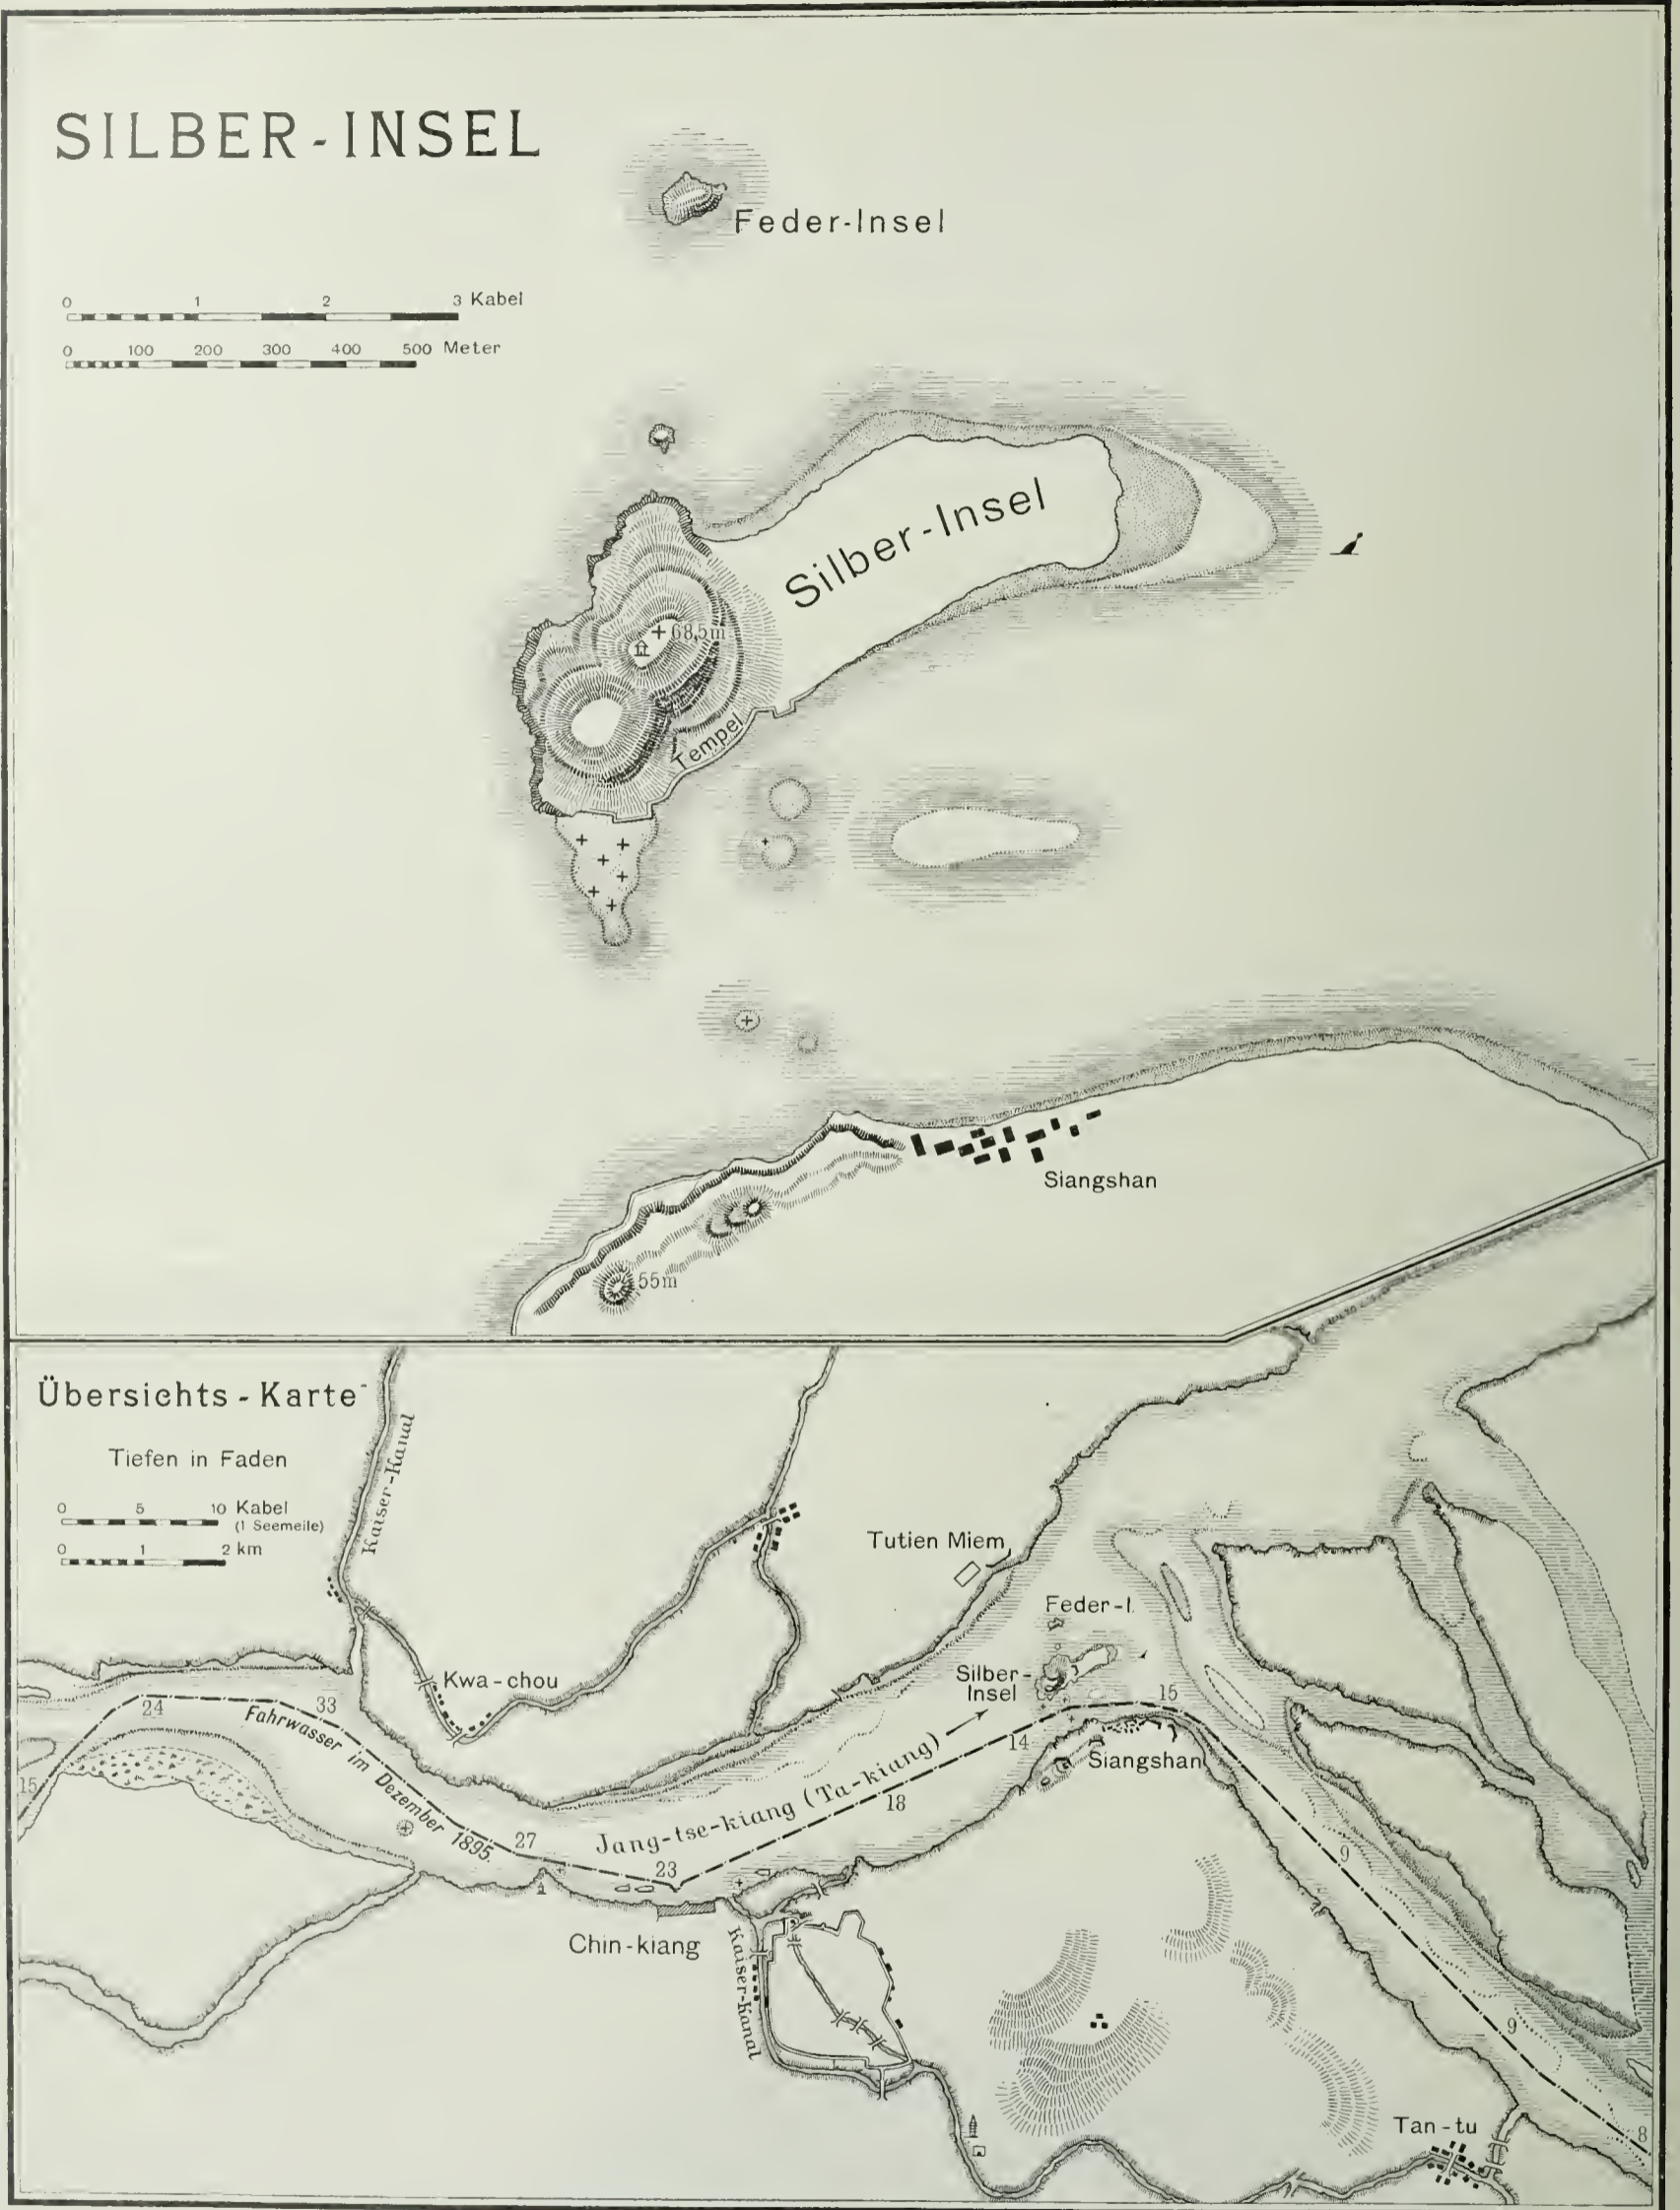 SILBER-INSEL
Feder-Insel
0 1 2 3 Kabel
0 100 200 300 400 500 Meter
Silber-Insel
68,5m
Tempel
Siangshan
55m
Übersichts-Karte
Tiefen in Faden
0 5 10 Kabel
(1 Seemeile)
0 1 2 km
Kaiser-Kanal
Tutien Miem
Feder-I.
Kwa-chou
Silber-
Insel
24
33
15
Fahrwasser im Dezember 1895.
14
Siangshan
15
Jang-tse-kiang (Ta-kiang)
18
27
23
9
Chin-kiang
Kaiser-Kanal
9
Tan-tu
8